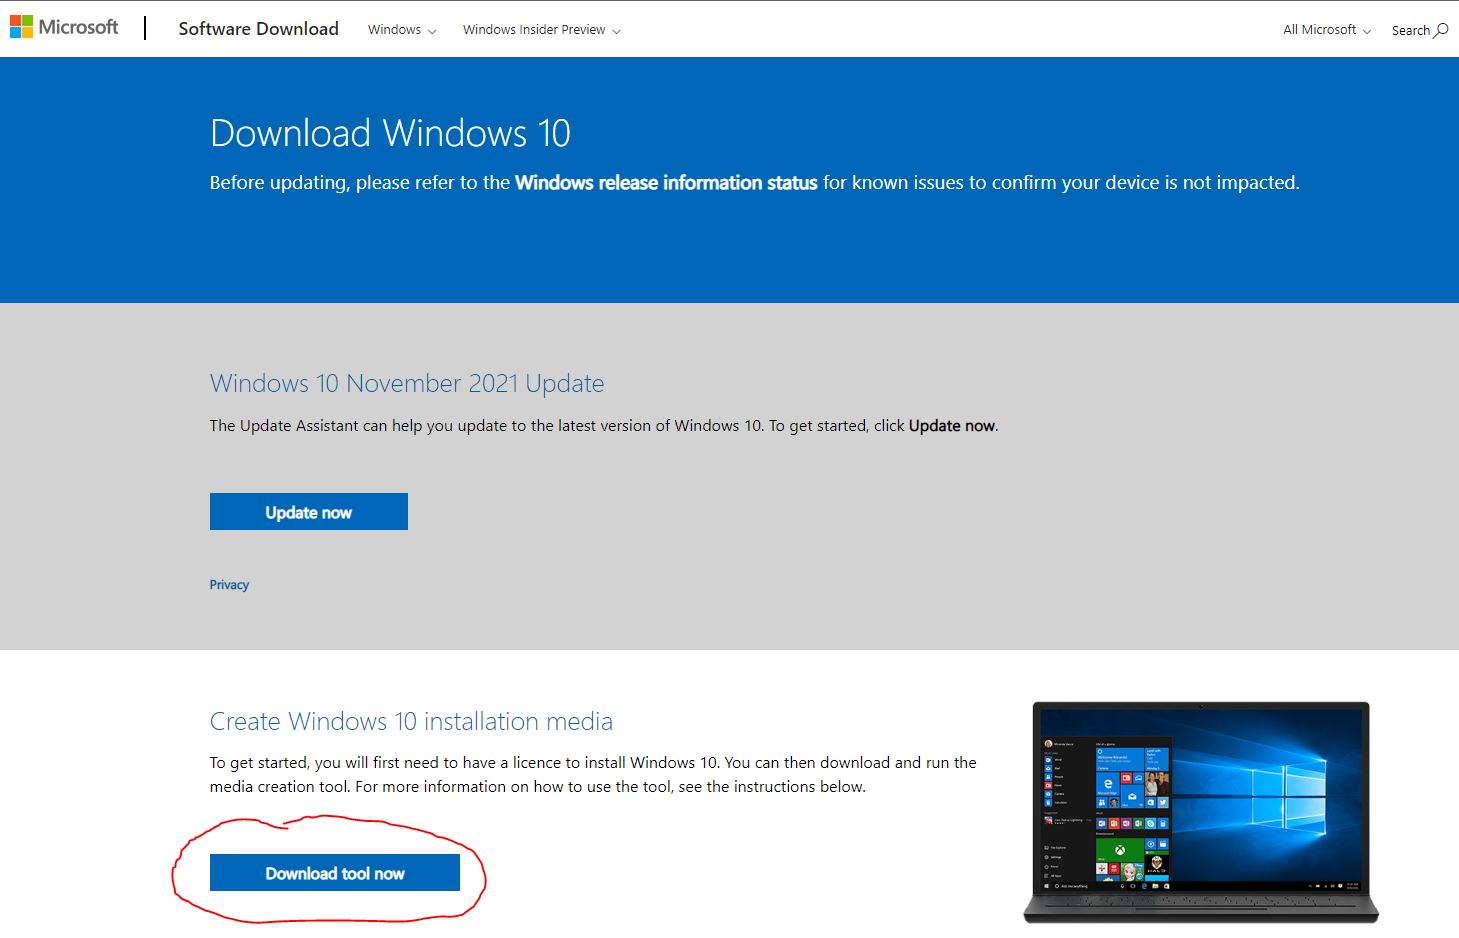 Microsoft Software Download Windows Windows Insider Preview All Microsoft Search
Download Windows 10
Before updating, please refer to the Windows release information status for known issues to confirm your device is not impacted.
Windows 10 November 2021 Update
The Update Assistant can help you update to the latest version of Windows 10. To get started, click Update now.
Update now
Privacy
Create Windows 10 installation media
To get started, you will first need to have a licence to install Windows 10. You can then download and run the
media creation tool. For more information on how to use the tool, see the instructions below.
Download tool now